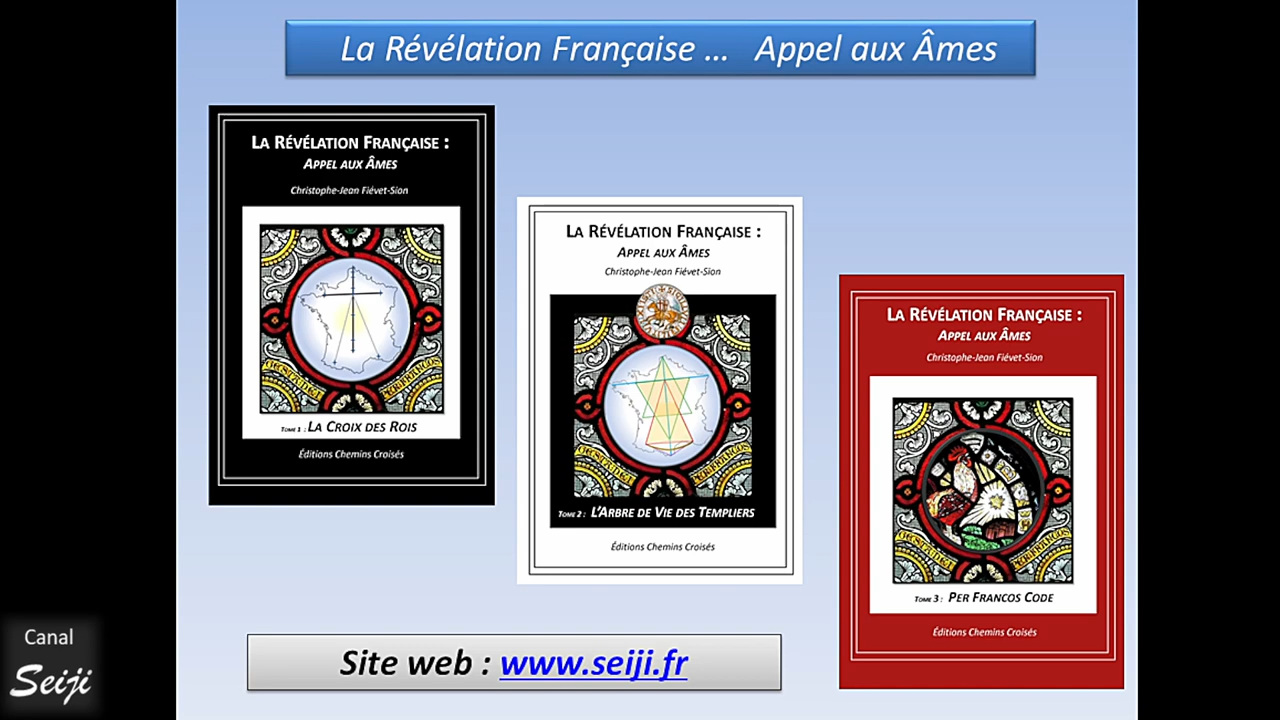 La Révélation Française ... Appel aux Âmes
LA RÉVÉLATION FRANÇAISE :
APPEL AUX ÂMES
Christophe-Jean Fiévet-Sion
TOME 1 : LA CROIX DES ROIS
Éditions Chemins Croisés
LA RÉVÉLATION FRANÇAISE :
APPEL AUX ÂMES
Christophe-Jean Fiévet-Sion
TOME 2 : L'ARBRE DE VIE DES TEMPLIERS
Éditions Chemins Croisés
LA RÉVÉLATION FRANÇAISE :
APPEL AUX ÂMES
Christophe-Jean Fiévet-Sion
TOME 3 : PER FRANCOS CODE
Éditions Chemins Croisés
Site web : www.seiji.fr
Canal
Seiji